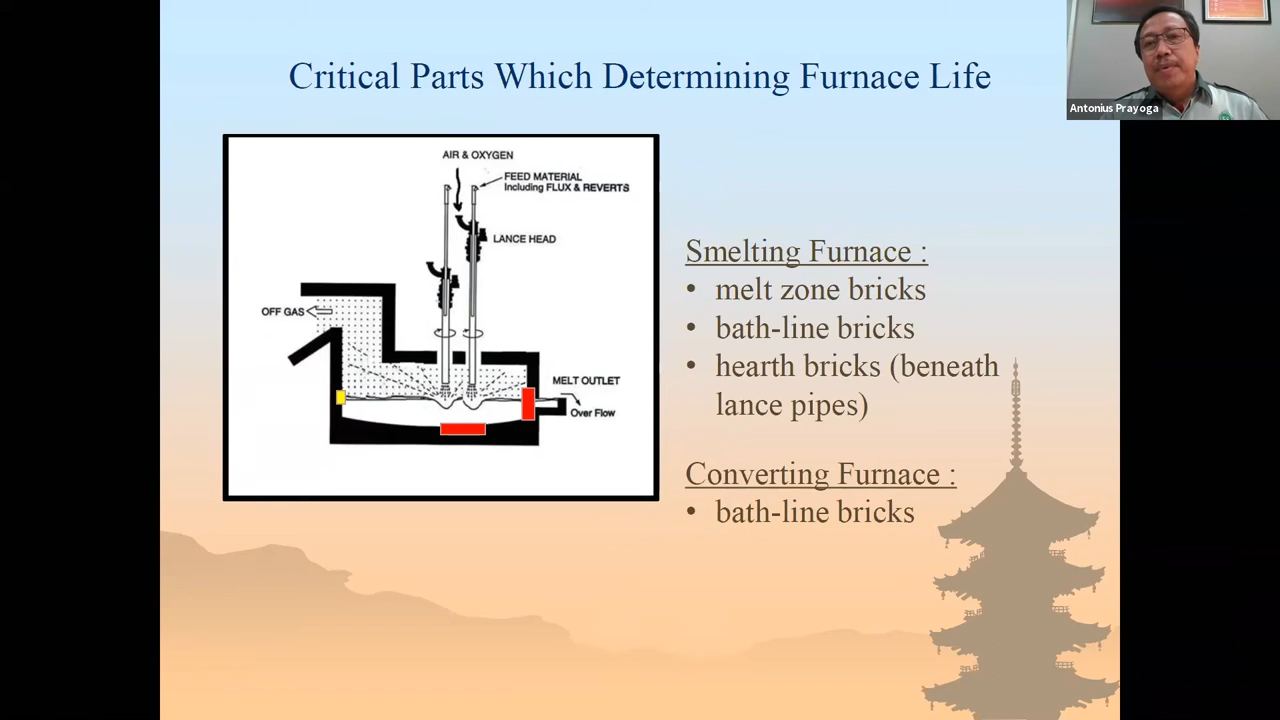 Critical Parts Which Determining Furnace Life
Antonius Prayoga
AIR & OXYGEN
FEED MATERIAL
Including FLUX & REVERTS
LANCE HEAD
OFF GAS
MELT OUTLET
Over Flow
Smelting Furnace :
• melt zone bricks
• bath-line bricks
• hearth bricks (beneath
lance pipes)
Converting Furnace :
• bath-line bricks